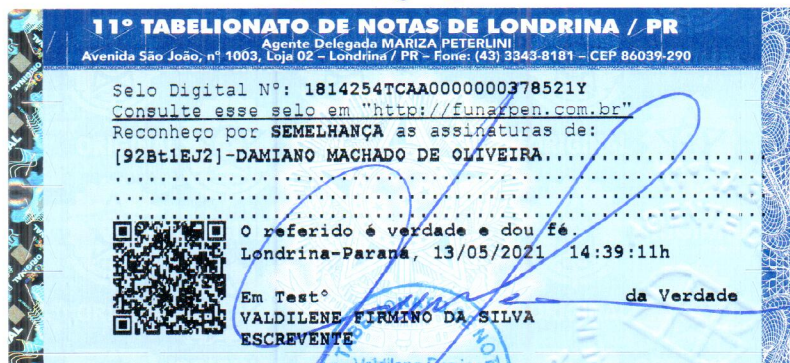 11º TABELIONATO DE NOTAS DE LONDRINA / PR
Agente Delegada MARIZA PETERLINI
Avenida São João, nº 1003, Loja 02 – Londrina / PR – Fone: (43) 3343-8181 – CEP 86039-290
Selo Digital Nº: 1814254TCAA0000000378521Y
Consulte esse selo em "http://funarpen.com.br"
Reconheço por SEMELHANÇA as assinaturas de:
[92Bt1EJ2]-DAMIANO MACHADO DE OLIVEIRA
O referido é verdade e dou fé.
Londrina-Paraná, 13/05/2021 14:39:11h
Em Testº da Verdade
VALDILENE FIRMINO DA SILVA
ESCREVENTE